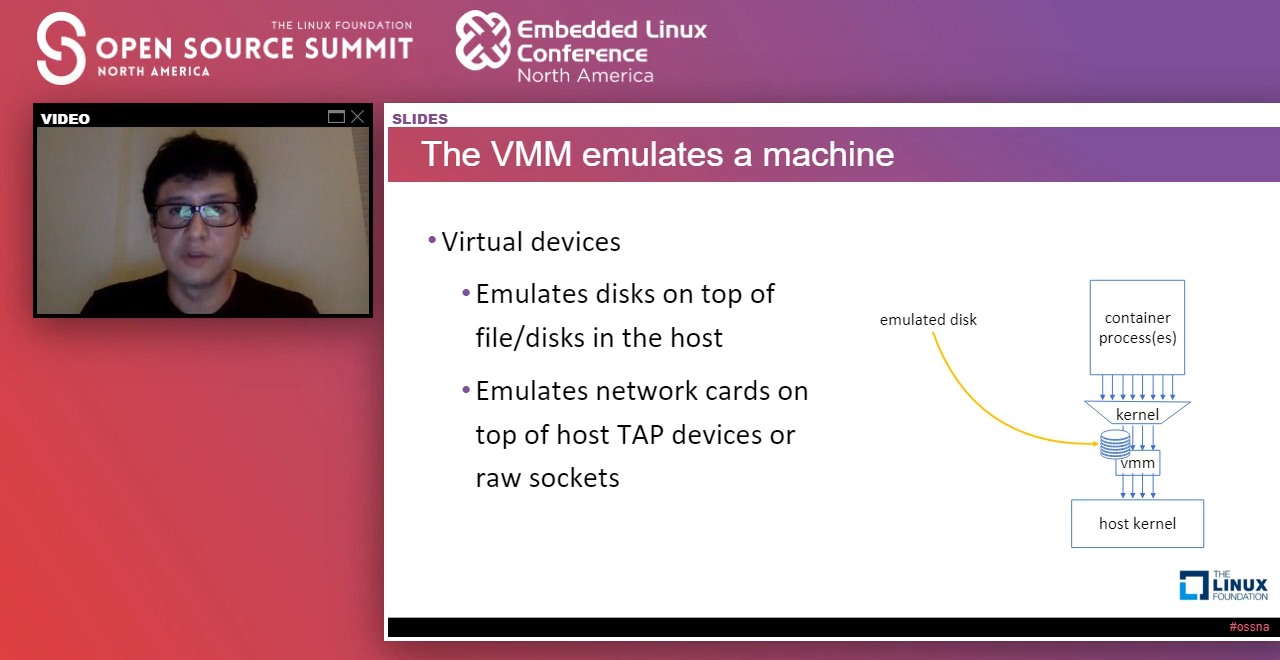 THE LINUX FOUNDATION
OPEN SOURCE SUMMIT
NORTH AMERICA
Embedded Linux
Conference
North America
VIDEO
SLIDES
The VMM emulates a machine
•Virtual devices
•Emulates disks on top of
file/disks in the host
•Emulates network cards on
top of host TAP devices or
raw sockets
emulated disk
container
process(es)
kernel
vmm
host kernel
THE
LINUX
FOUNDATION
#ossna